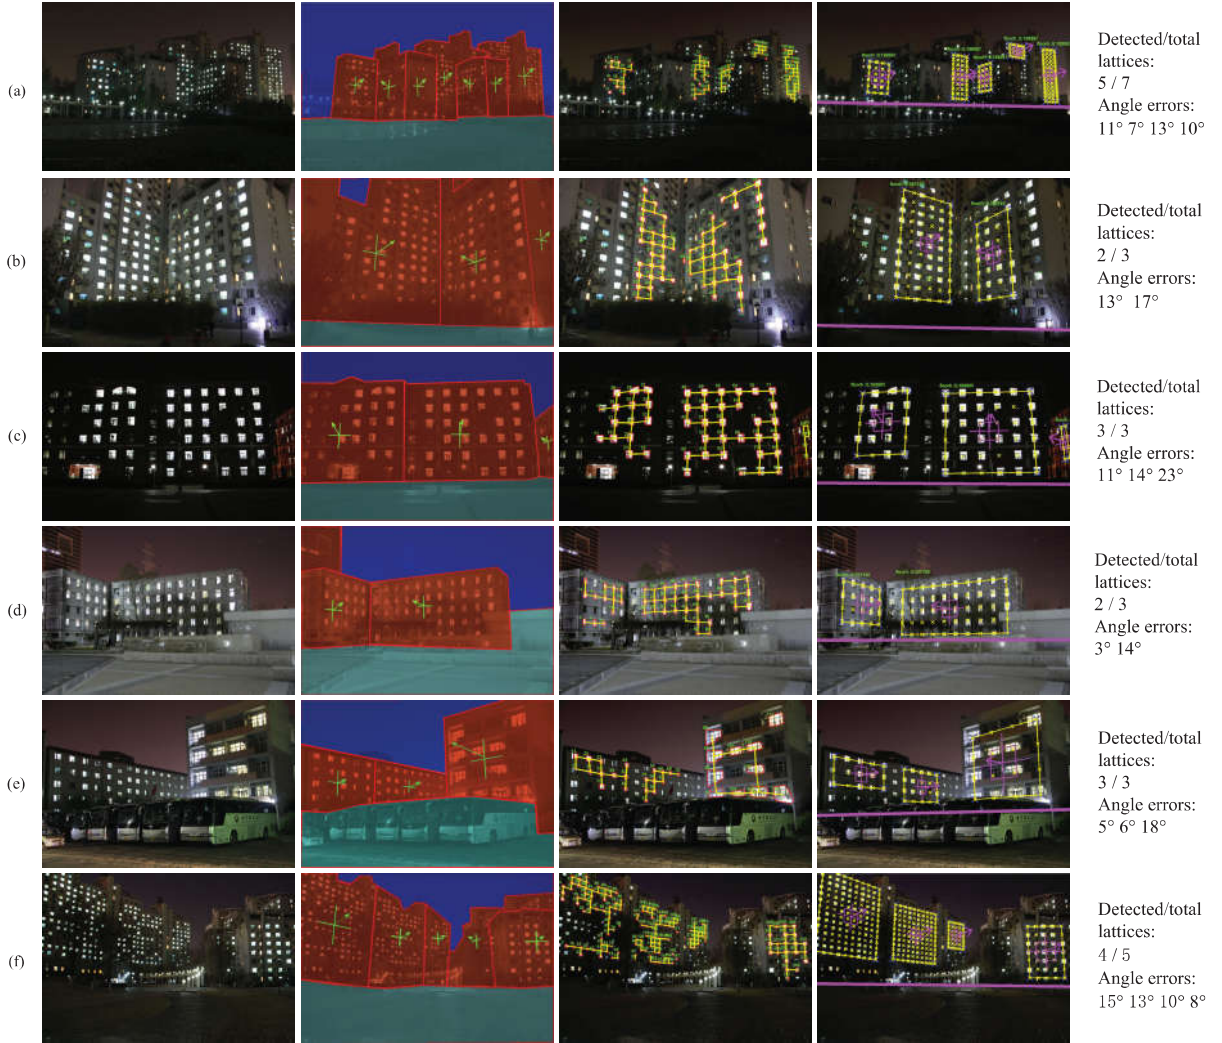 (a)
Detected/total
lattices:
5 / 7
Angle errors:
11° 7° 13° 10°
(b)
Detected/total
lattices:
2 / 3
Angle errors:
13° 17°
(c)
Detected/total
lattices:
3 / 3
Angle errors:
11° 14° 23°
(d)
Detected/total
lattices:
2 / 3
Angle errors:
3° 14°
(e)
Detected/total
lattices:
3 / 3
Angle errors:
5° 6° 18°
(f)
Detected/total
lattices:
4 / 5
Angle errors:
15° 13° 10° 8°